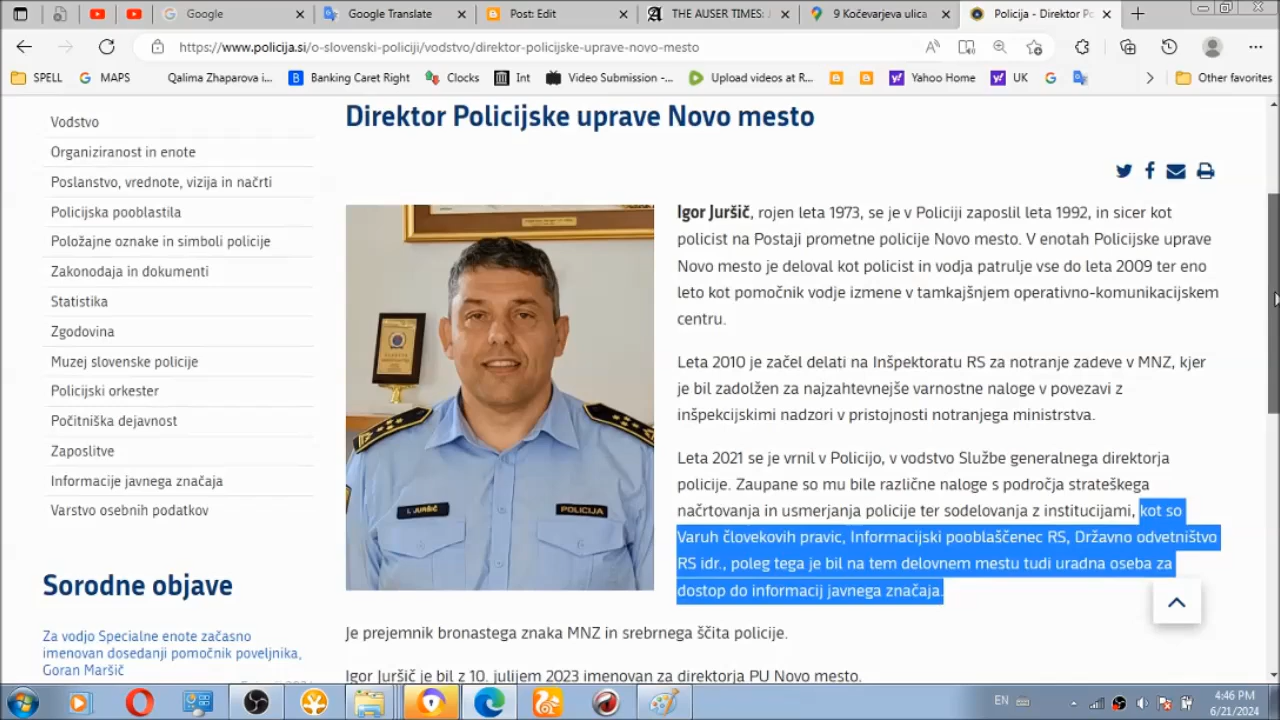 Google
Google Translate
Post: Edit
THE AUSER TIMES: J
9 Kočevarjeva ulica
Policija - Direktor Po
https://www.policija.si/o-slovenski-policiji/vodstvo/direktor-policijske-uprave-novo-mesto
SPELL
MAPS
Qalima Zhaparova i...
Banking Caret Right
Clocks
Int
Video Submission -...
Upload videos at R...
Yahoo Home
UK
Other favorites
Direktor Policijske uprave Novo mesto
Vodstvo
Organiziranost in enote
Poslanstvo, vrednote, vizija in načrti
Policijska pooblastila
Položajne oznake in simboli policije
Zakonodaja in dokumenti
Statistika
Zgodovina
Muzej slovenske policije
Policijski orkester
Počitniška dejavnost
Zaposlitve
Informacije javnega značaja
Varstvo osebnih podatkov
Sorodne objave
Za vodjo Specialne enote začasno
imenovan dosedanji pomočnik poveljnika,
Goran Maršič
I. JURŠIČ
POLICIJA
Igor Juršič, rojen leta 1973, se je v Policiji zaposlil leta 1992, in sicer kot
policist na Postaji prometne policije Novo mesto. V enotah Policijske uprave
Novo mesto je deloval kot policist in vodja patrulje vse do leta 2009 ter eno
leto kot pomočnik vodje izmene v tamkajšnjem operativno-komunikacijskem
centru.
Leta 2010 je začel delati na Inšpektoratu RS za notranje zadeve v MNZ, kjer
je bil zadolžen za najzahtevnejše varnostne naloge v povezavi z
inšpekcijskimi nadzori v pristojnosti notranjega ministrstva.
Leta 2021 se je vrnil v Policijo, v vodstvo Službe generalnega direktorja
policije. Zaupane so mu bile različne naloge s področja strateškega
načrtovanja in usmerjanja policije ter sodelovanja z institucijami, kot so
Varuh človekovih pravic, Informacijski pooblaščenec RS, Državno odvetništvo
RS idr., poleg tega je bil na tem delovnem mestu tudi uradna oseba za
dostop do informacij javnega značaja.
Je prejemnik bronastega znaka MNZ in srebrnega ščita policije.
Igor Juršič je bil z 10. julijem 2023 imenovan za direktorja PU Novo mesto.
EN
4:46 PM
6/21/2024